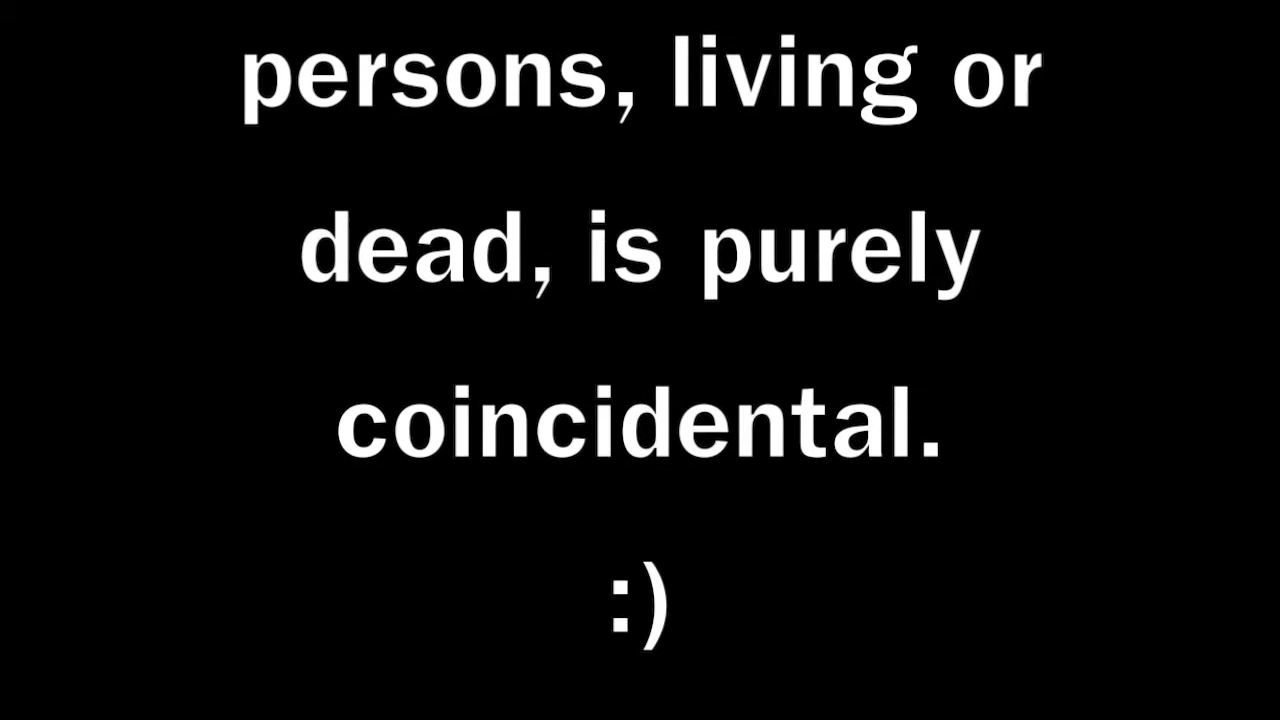 persons, living or
dead, is purely
coincidental.
:)